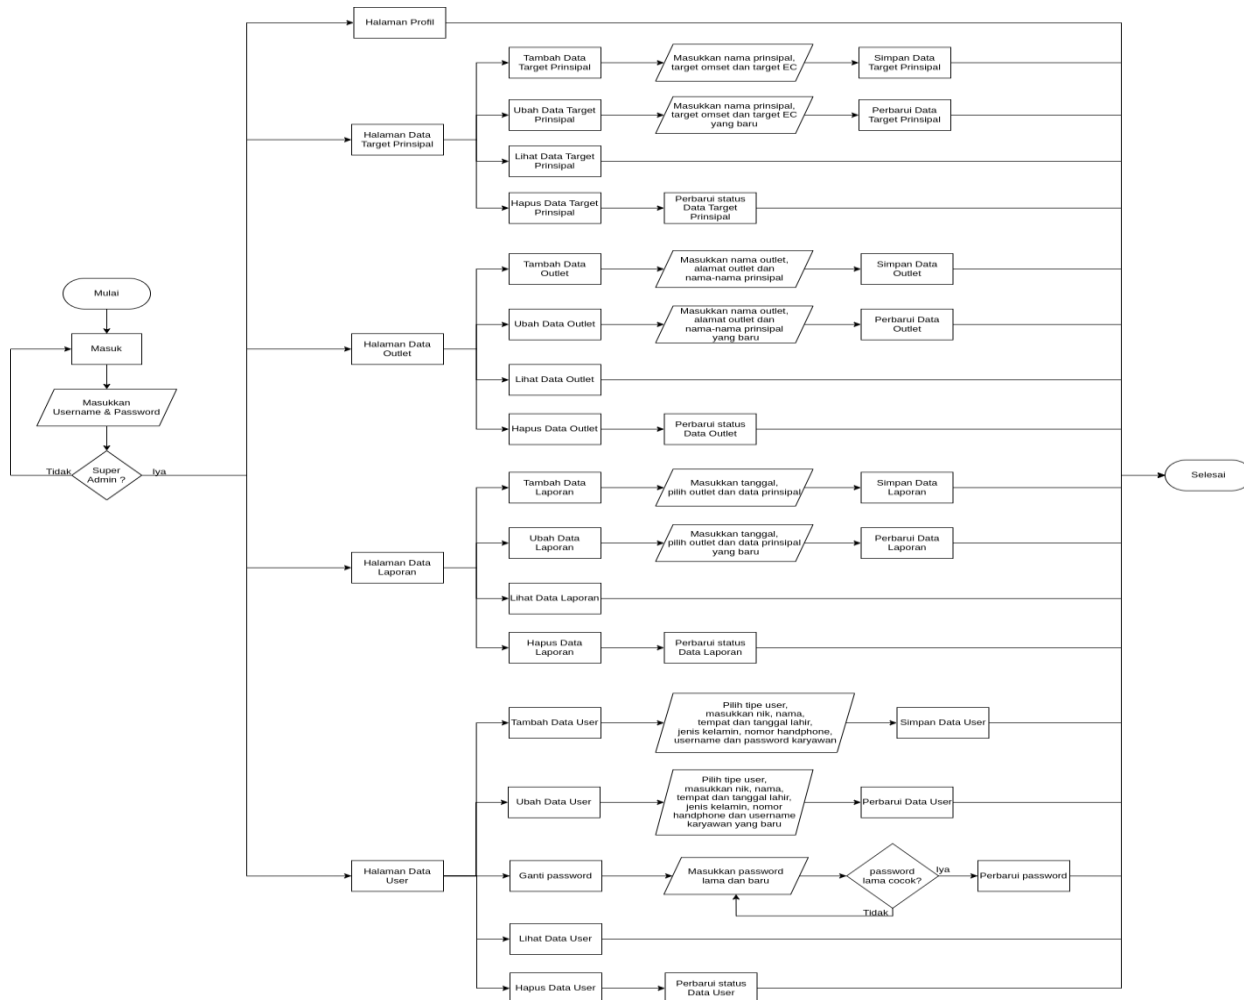 Halaman Profil
Tambah Data
Target Prinsipal
Masukkan nama prinsipal,
target omset dan target EC
Simpan Data
Target Prinsipal
Ubah Data Target
Prinsipal
Masukkan nama prinsipal,
target omset dan target EC
yang baru
Perbarui Data
Target Prinsipal
Halaman Data
Target Prinsipal
Lihat Data Target
Prinsipal
Hapus Data Target
Prinsipal
Perbarui status
Data Target
Prinsipal
Tambah Data
Outlet
Masukkan nama outlet,
alamat outlet dan
nama-nama prinsipal
Simpan Data
Outlet
Mulai
Ubah Data Outlet
Masukkan nama outlet,
alamat outlet dan
nama-nama prinsipal
yang baru
Perbarui Data
Outlet
Masuk
Halaman Data
Outlet
Lihat Data Outlet
Masukkan
Username & Password
Hapus Data Outlet
Perbarui status
Data Outlet
Tidak
Super
Admin ?
Iya
Selesai
Tambah Data
Laporan
Masukkan tanggal,
pilih outlet dan data prinsipal
Simpan Data
Laporan
Ubah Data
Laporan
Masukkan tanggal,
pilih outlet dan data prinsipal
yang baru
Perbarui Data
Laporan
Halaman Data
Laporan
Lihat Data Laporan
Hapus Data
Laporan
Perbarui status
Data Laporan
Tambah Data User
Pilih tipe user,
masukkan nik, nama,
tempat dan tanggal lahir,
jenis kelamin, nomor handphone,
username dan password karyawan
Simpan Data User
Ubah Data User
Pilih tipe user,
masukkan nik, nama,
tempat dan tanggal lahir,
jenis kelamin, nomor
handphone dan username
karyawan yang baru
Perbarui Data User
Halaman Data
User
Ganti password
Masukkan password
lama dan baru
password
lama cocok?
Iya
Perbarui password
Tidak
Lihat Data User
Hapus Data User
Perbarui status
Data User